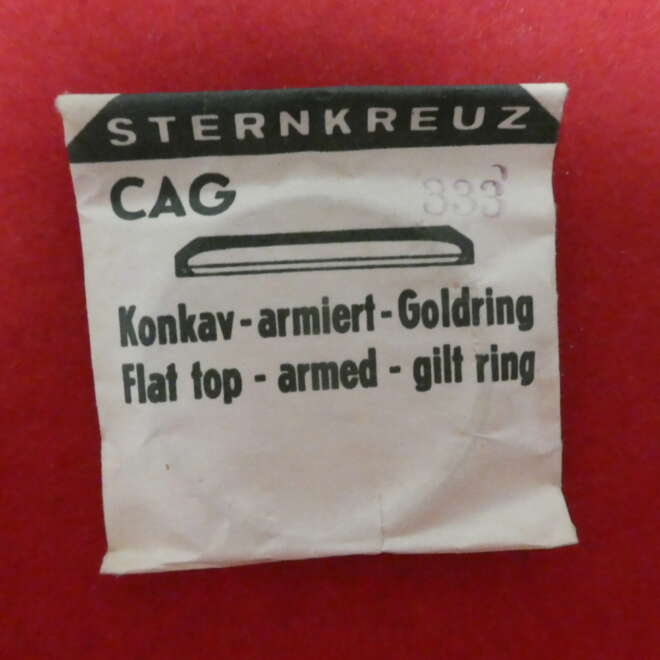 STERNKREUZ
CAG 333
Konkav-armiert-Goldring
Flat top - armed - gilt ring